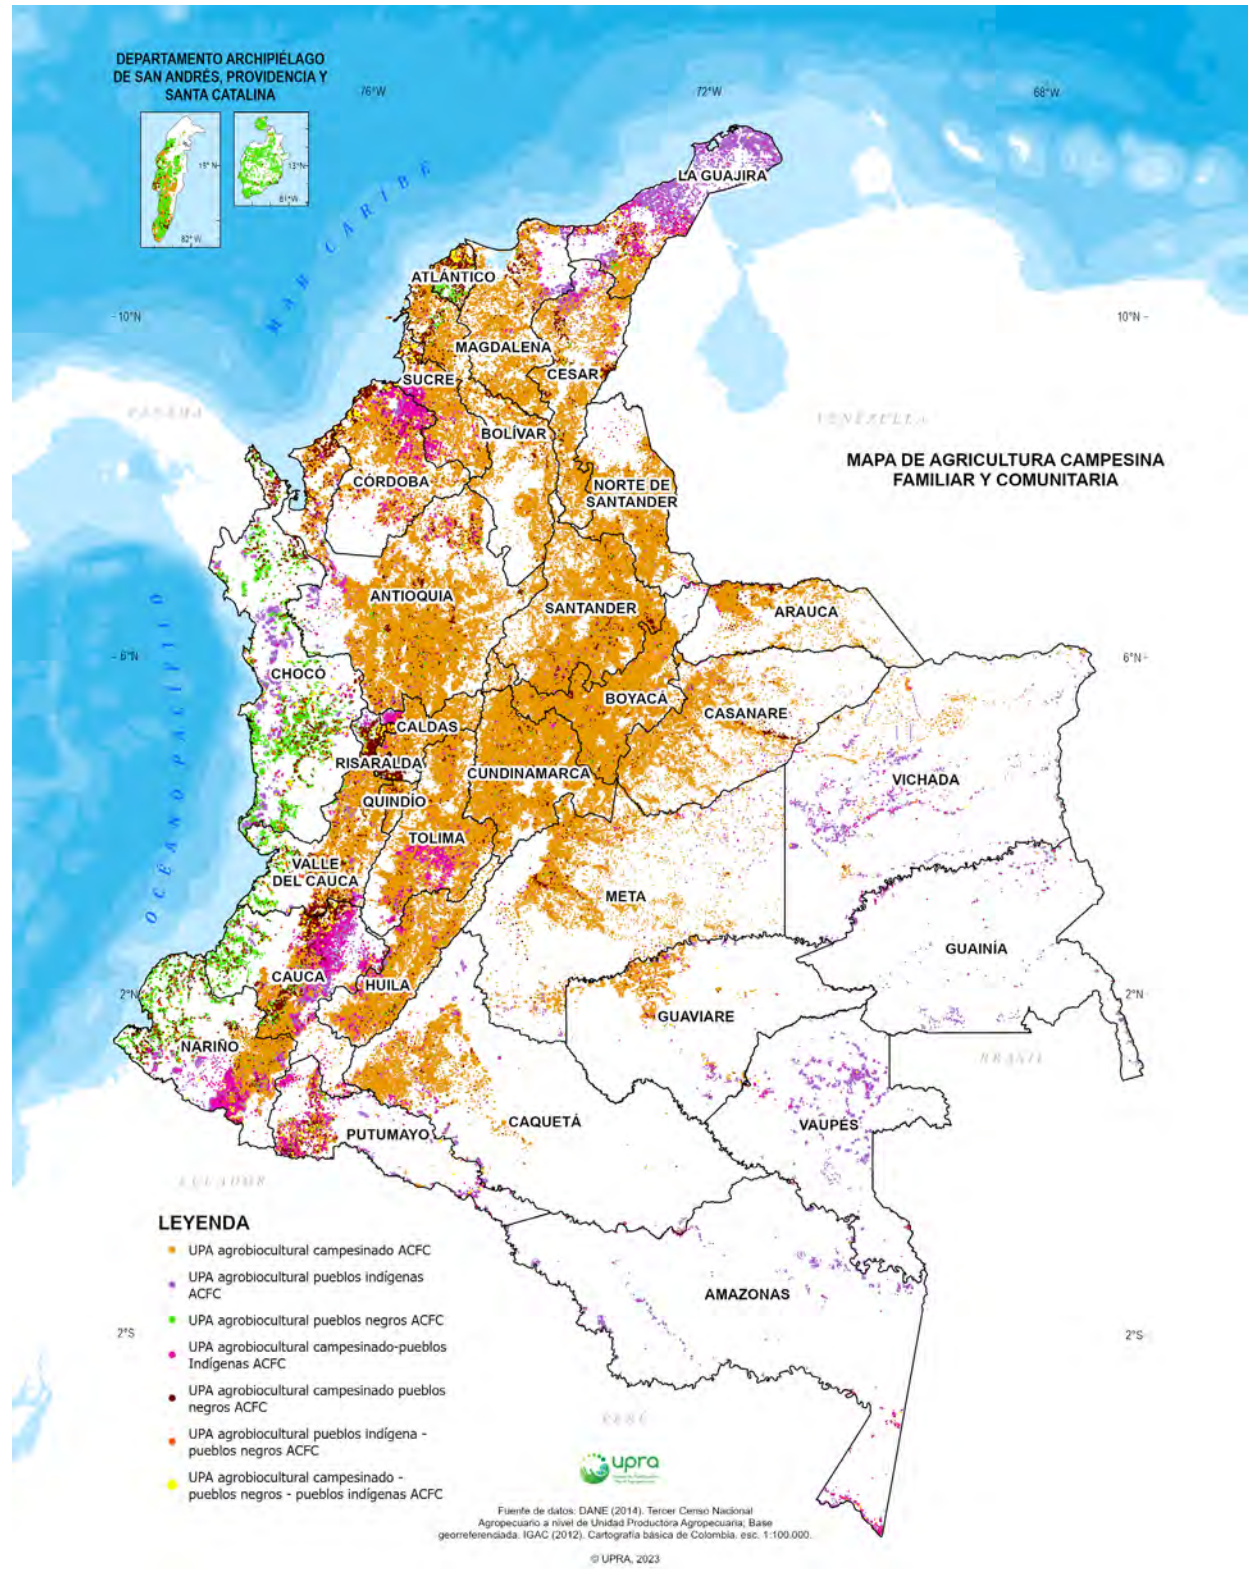 DEPARTAMENTO ARCHIPIÉLAGO
DE SAN ANDRÉS, PROVIDENCIA Y
SANTA CATALINA
76°W
72°W
68°W
13°N
82°W
81°W
MAR CARIBE
LA GUAJIRA
ATLÁNTICO
10°N
10°N
MAGDALENA
CESAR
SUCRE
PANAMÁ
VENEZUELA
BOLÍVAR
MAPA DE AGRICULTURA CAMPESINA
FAMILIAR Y COMUNITARIA
CÓRDOBA
NORTE DE
SANTANDER
OCÉANO PACIFICO
ANTIOQUIA
SANTANDER
ARAUCA
6°N
6°N
CHOCÓ
BOYACÁ
CASANARE
CALDAS
RISARALDA
CUNDINAMARCA
VICHADA
QUINDÍO
TOLIMA
VALLE
DEL CAUCA
META
GUAINÍA
CAUCA
HUILA
2°N
2°N
GUAVIARE
NARIÑO
BRASIL
CAQUETÁ
VAUPÉS
PUTUMAYO
ECUADOR
AMAZONAS
2°S
2°S
PERÚ
LEYENDA
UPA agrobiocultural campesinado ACFC
UPA agrobiocultural pueblos indígenas
ACFC
UPA agrobiocultural pueblos negros ACFC
UPA agrobiocultural campesinado-pueblos
Indígenas ACFC
UPA agrobiocultural campesinado pueblos
negros ACFC
UPA agrobiocultural pueblos indígena -
pueblos negros ACFC
UPA agrobiocultural campesinado -
pueblos negros - pueblos indígenas ACFC
upra
Fuente de datos: DANE (2014). Tercer Censo Nacional
Agropecuario a nivel de Unidad Productora Agropecuaria; Base
georreferenciada. IGAC (2012). Cartografía básica de Colombia. esc. 1:100.000.
© UPRA, 2023